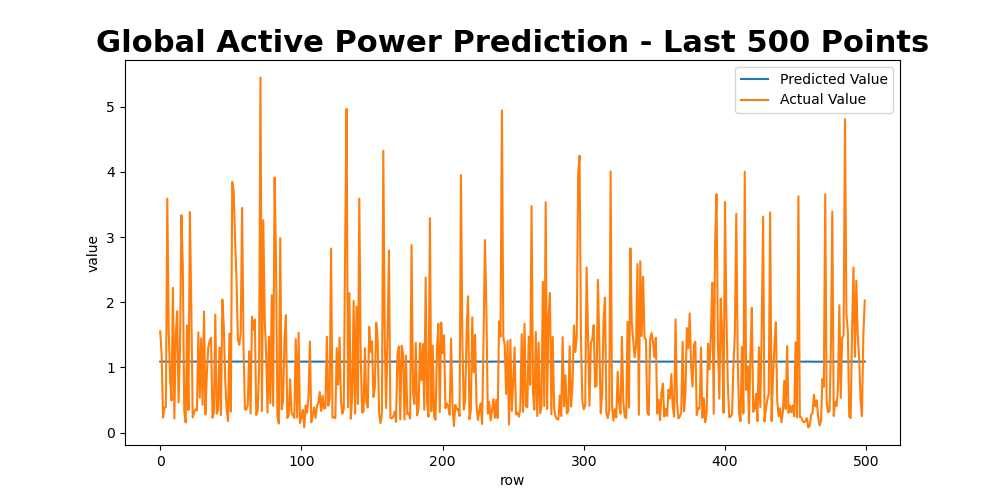 Global Active Power Prediction - Last 500 Points
Predicted Value
Actual Value
5
4
3
2
1
0
value
0 100 200 300 400 500
row